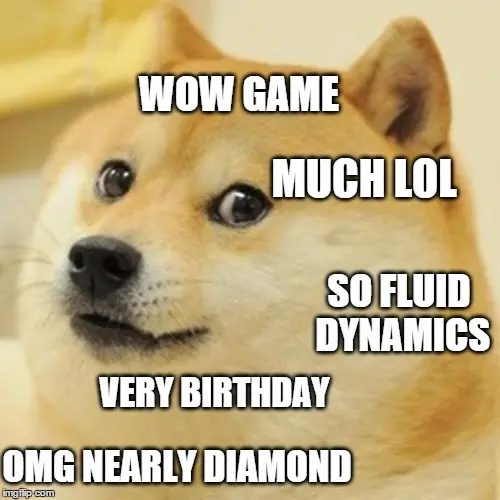 WOW GAME
MUCH LOL
SO FLUID
DYNAMICS
VERY BIRTHDAY
OMG NEARLY DIAMOND
imgflip.com